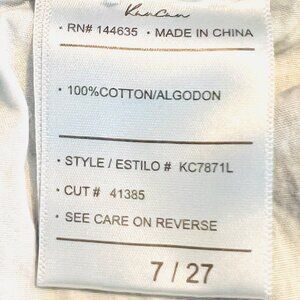 KanCan
• RN# 144635 • MADE IN CHINA
• 100%COTTON/ALGODON
• STYLE / ESTILO # KC7871L
• CUT # 41385
• SEE CARE ON REVERSE
7 / 27